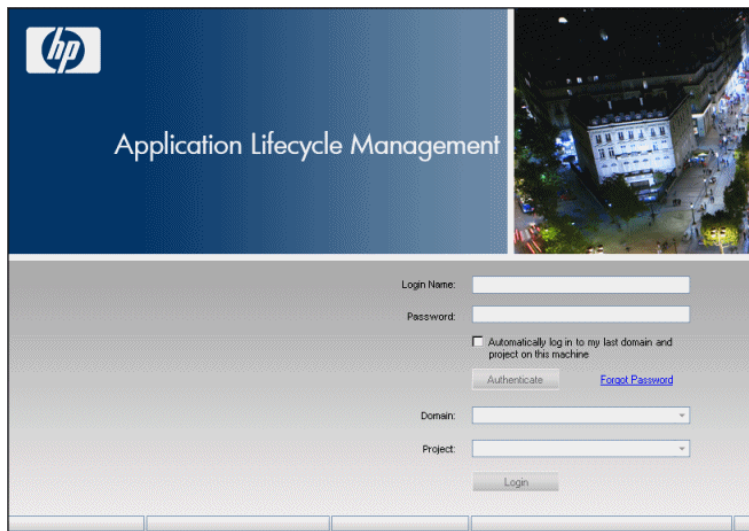 hp
Application Lifecycle Management
Login Name:
Password:
Automatically log in to my last domain and
project on this machine
Authenticate Forgot Password
Domain:
Project:
Login